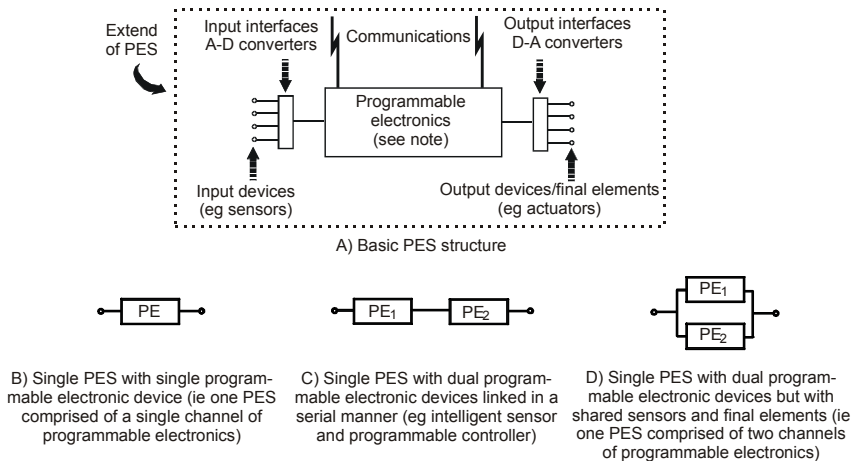 Extend
of PES
Input interfaces
A-D converters
Communications
Output interfaces
D-A converters
Programmable
electronics
(see note)
Input devices
(eg sensors)
Output devices/final elements
(eg actuators)
A) Basic PES structure
PE
PE1
PE2
PE1
PE2
B) Single PES with single program-
mable electronic device (ie one PES
comprised of a single channel of
programmable electronics)
C) Single PES with dual program-
mable electronic devices linked in a
serial manner (eg intelligent sensor
and programmable controller)
D) Single PES with dual program-
mable electronic devices but with
shared sensors and final elements (ie
one PES comprised of two channels
of programmable electronics)